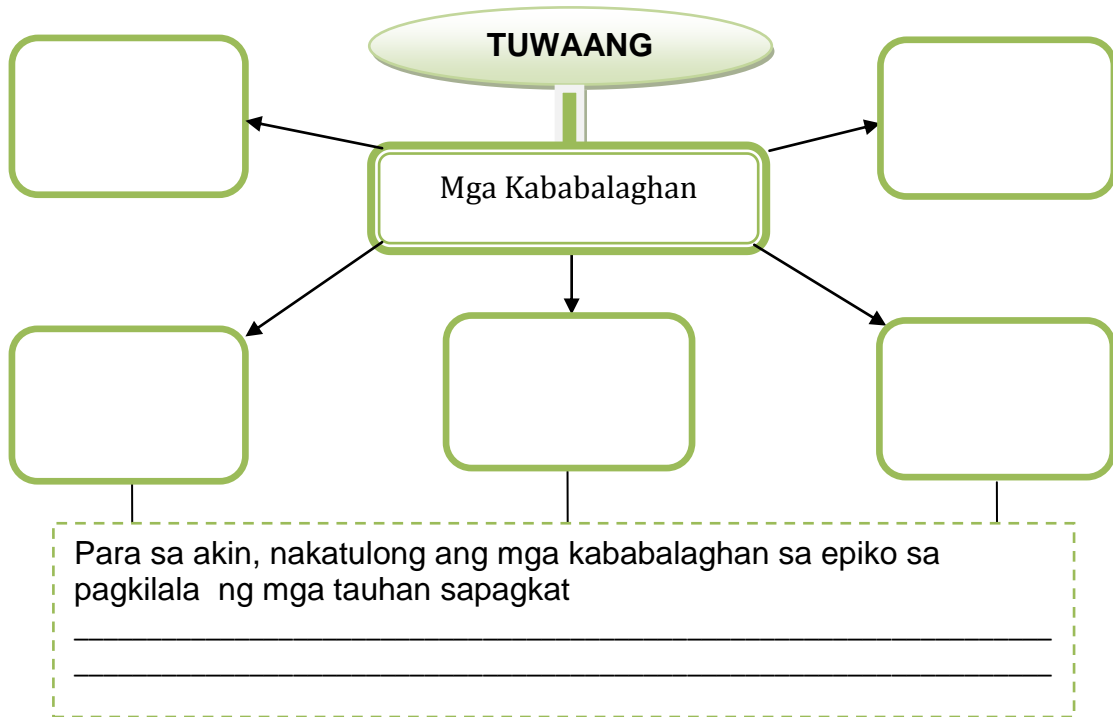 TUWAANG
Mga Kababalaghan
Para sa akin, nakatulong ang mga kababalaghan sa epiko sa
pagkilala ng mga tauhan sapagkat